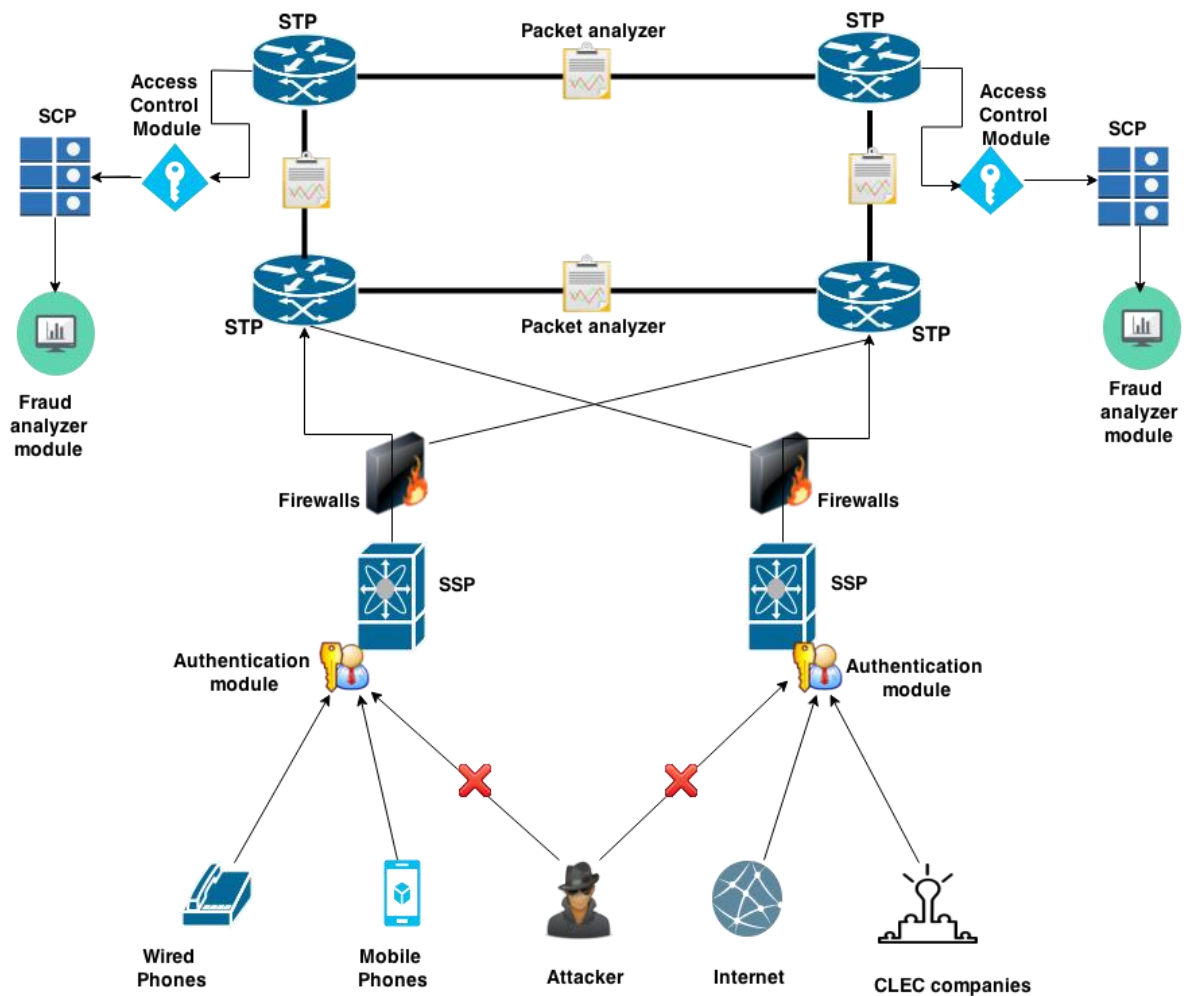 STP
Packet analyzer
STP
Access
Control
Module
Access
Control
Module
SCP
SCP
STP
Packet analyzer
STP
Fraud
analyzer
module
Fraud
analyzer
module
Firewalls
Firewalls
SSP
SSP
Authentication
module
Authentication
module
Wired
Phones
Mobile
Phones
Attacker
Internet
CLEC companies